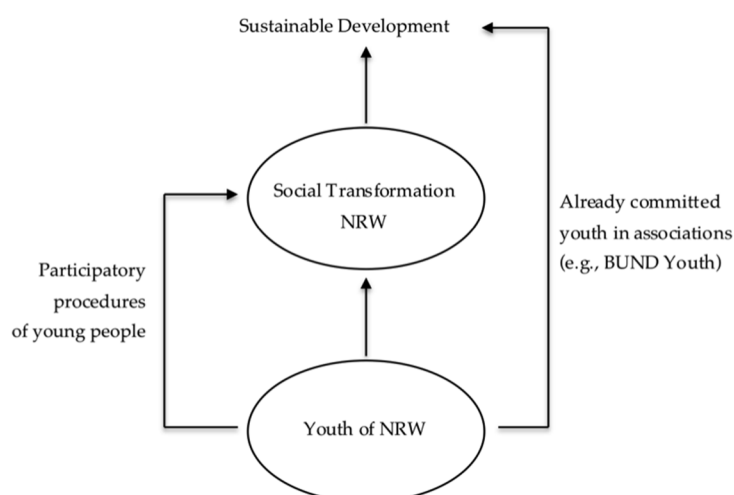 Sustainable Development
Social Transformation
NRW
Already committed
youth in associations
(e.g., BUND Youth)
Participatory
procedures
of young people
Youth of NRW